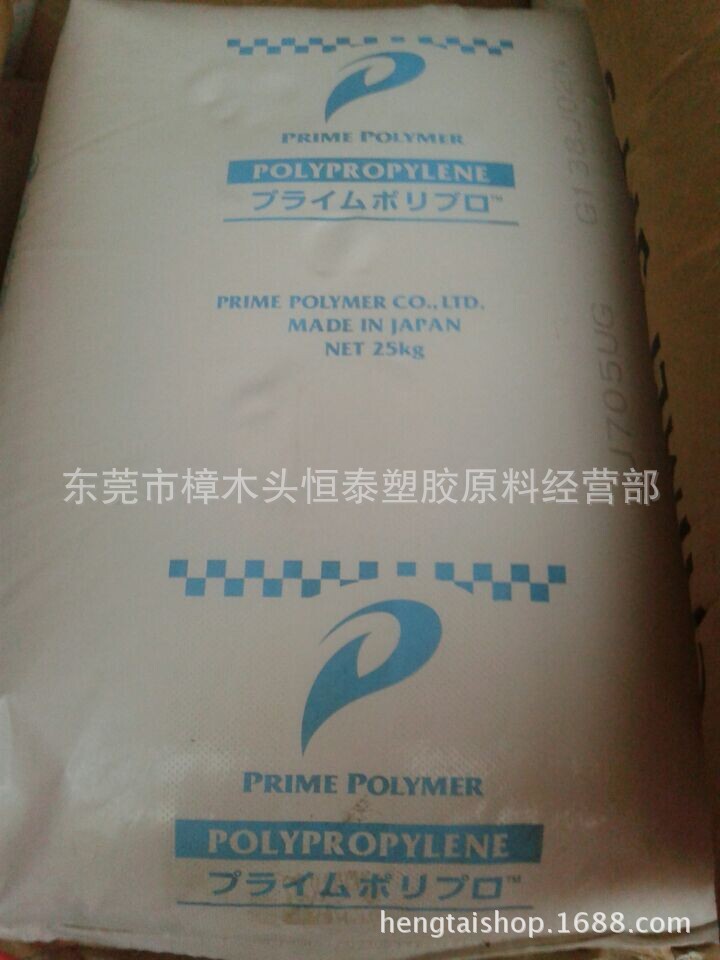 PRIME POLYMER
POLYPROPYLENE
プライムポリプロ™
PRIME POLYMER CO., LTD.
MADE IN JAPAN
NET 25kg
J705UG
东莞市樟木头恒泰塑胶原料经营部
PRIME POLYMER
POLYPROPYLENE
プライムポリプロ™
hengtaishop.1688.com